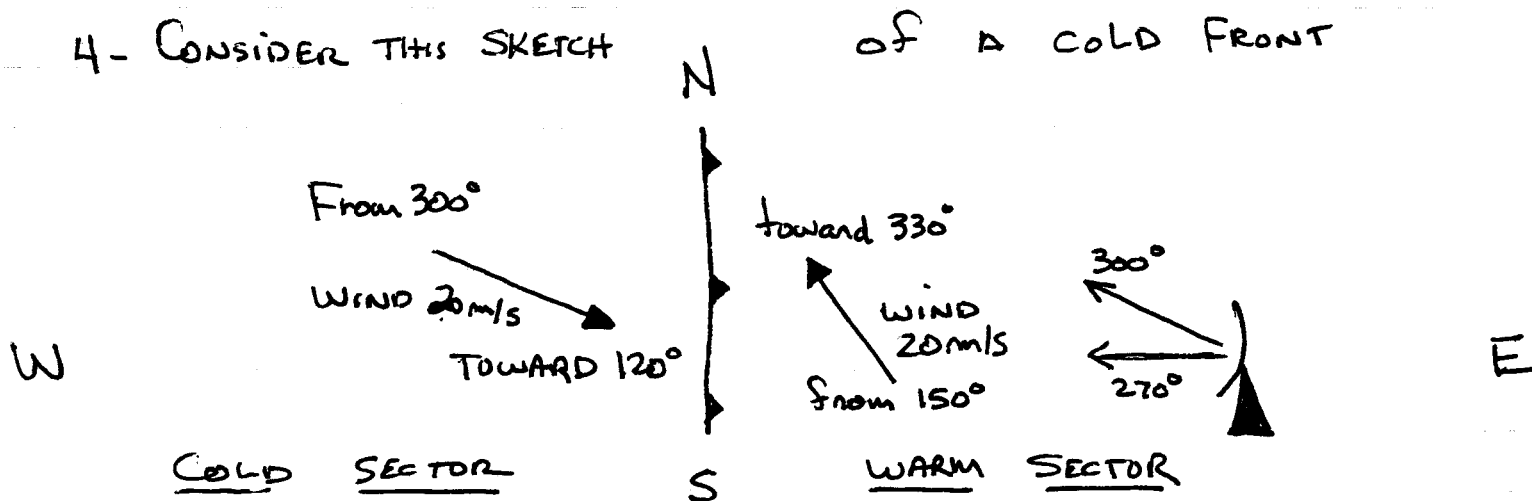 4- CONSIDER THIS SKETCH of A COLD FRONT
N
From 300°
WIND 20m/s
TOWARD 120°
toward 330°
WIND
20m/s
from 150°
300°
270°
W
E
COLD SECTOR
S
WARM SECTOR